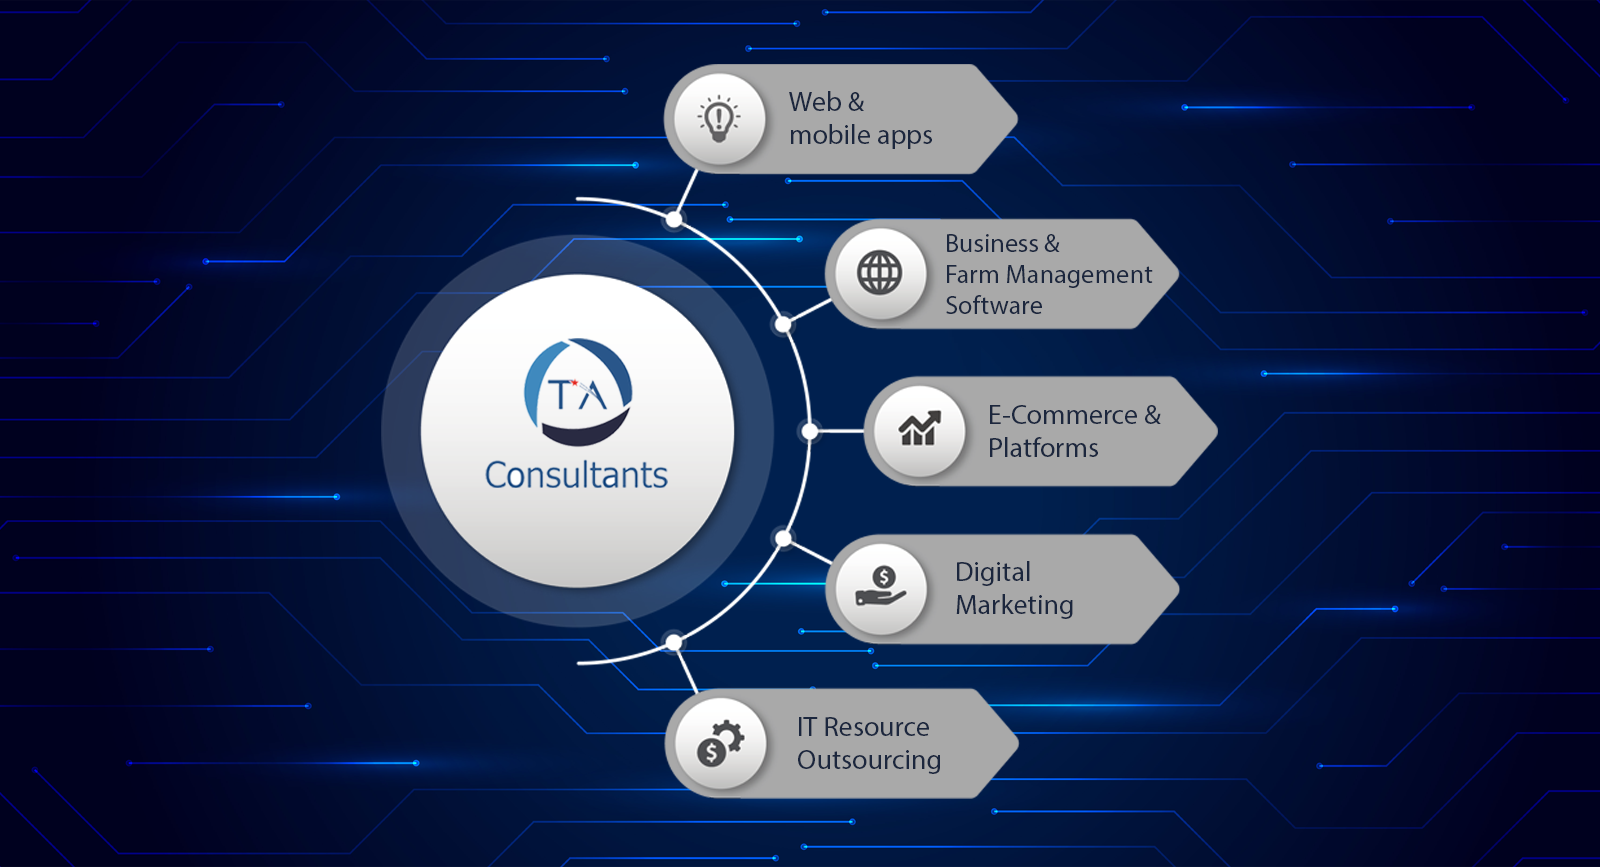 Web &
mobile apps
Business &
Farm Management
Software
TA
Consultants
E-Commerce &
Platforms
Digital
Marketing
IT Resource
Outsourcing